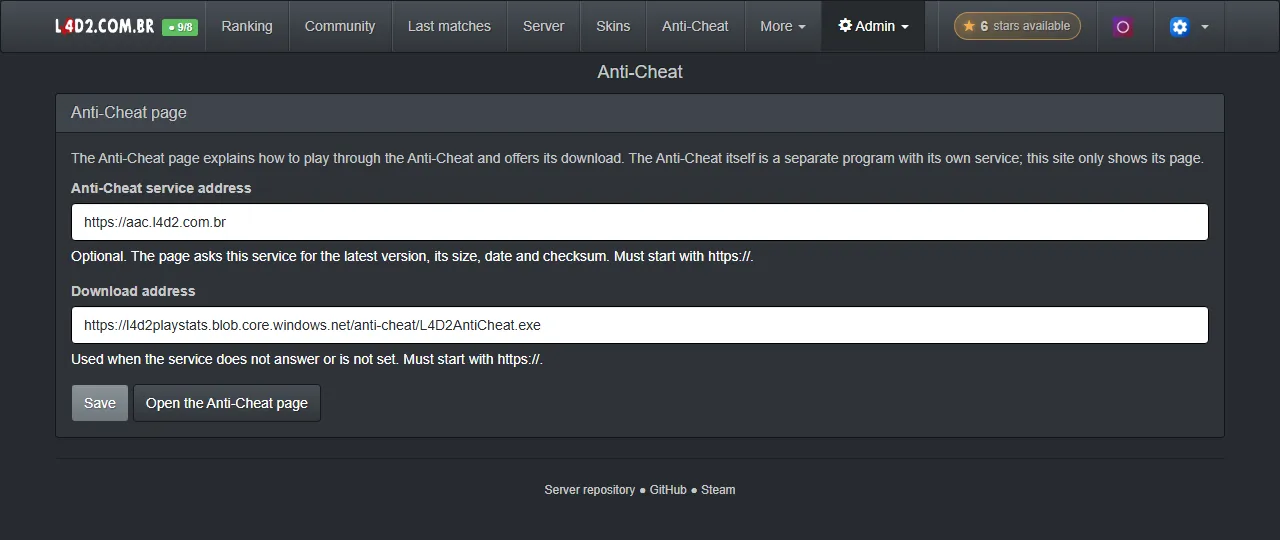 L4D2.COM.BR ● 9/8 Ranking Community Last matches Server Skins Anti-Cheat More Admin 6 stars available
Anti-Cheat
Anti-Cheat page
The Anti-Cheat page explains how to play through the Anti-Cheat and offers its download. The Anti-Cheat itself is a separate program with its own service; this site only shows its page.
Anti-Cheat service address
https://aac.l4d2.com.br
Optional. The page asks this service for the latest version, its size, date and checksum. Must start with https://.
Download address
https://l4d2playstats.blob.core.windows.net/anti-cheat/L4D2AntiCheat.exe
Used when the service does not answer or is not set. Must start with https://.
Save Open the Anti-Cheat page
Server repository ● GitHub ● Steam